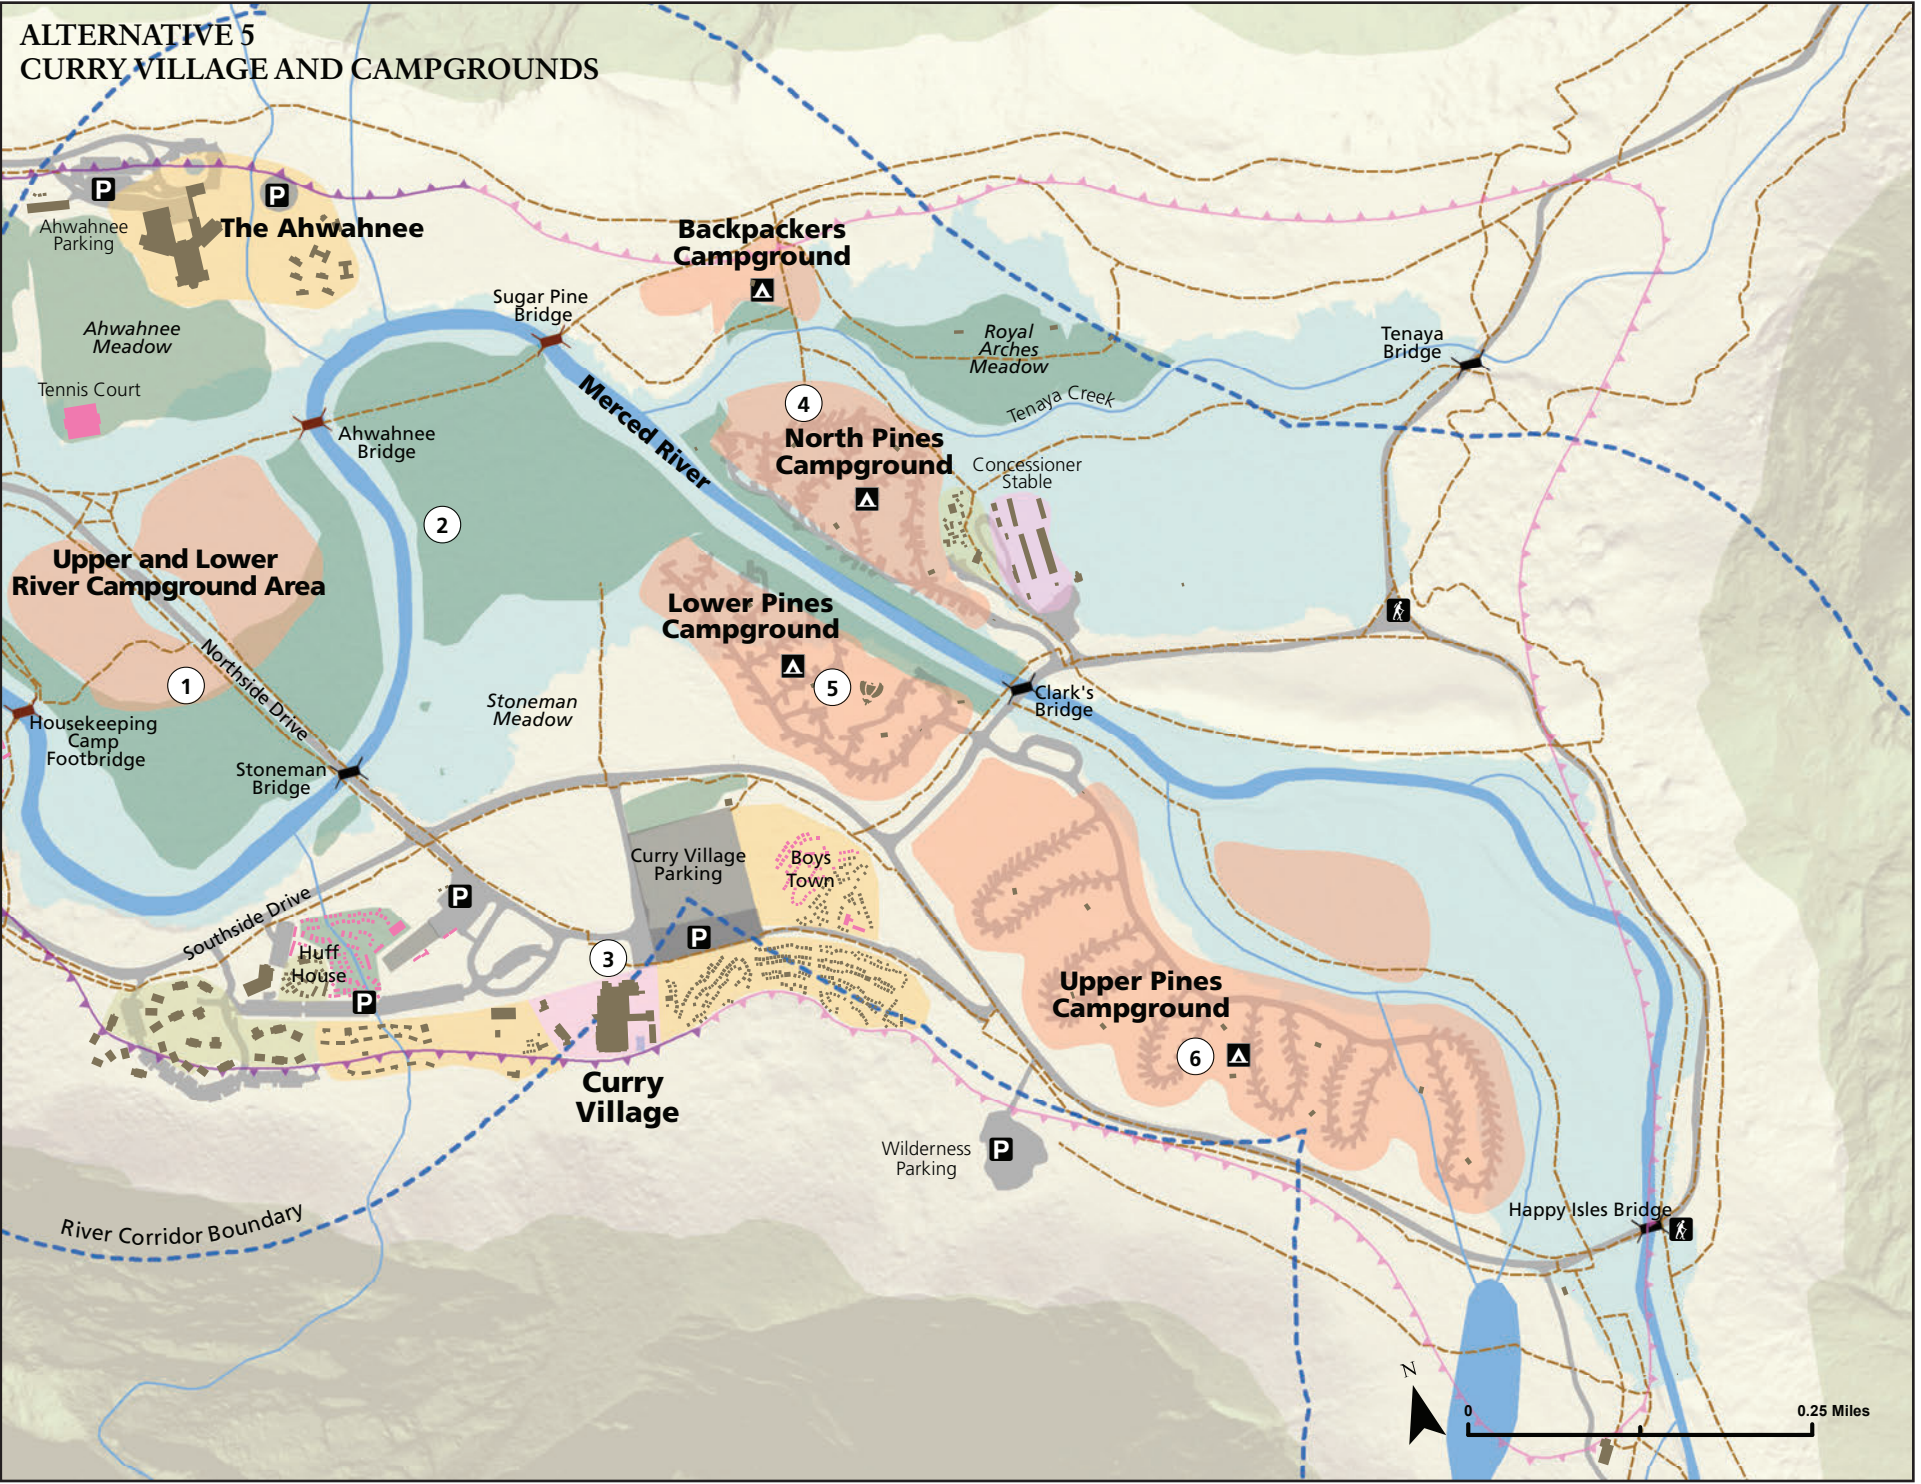 ALTERNATIVE 5
CURRY VILLAGE AND CAMPGROUNDS
P
P
Ahwahnee
Parking
The Ahwahnee
Backpackers
Campground
Sugar Pine
Bridge
Ahwahnee
Meadow
Royal
Arches
Meadow
Tenaya
Bridge
Tennis Court
Merced River
4
Tenaya Creek
Ahwahnee
Bridge
North Pines
Campground
Concessioner
Stable
2
Upper and Lower
River Campground Area
Lower Pines
Campground
1
Northside Drive
5
Stoneman
Meadow
Clark's
Bridge
Housekeeping
Camp
Footbridge
Stoneman
Bridge
Curry Village
Parking
Boys
Town
P
Southside Drive
P
Huff
House
3
P
Upper Pines
Campground
6
Curry
Village
Wilderness
Parking
P
River Corridor Boundary
Happy Isles Bridge
N
0
0.25 Miles